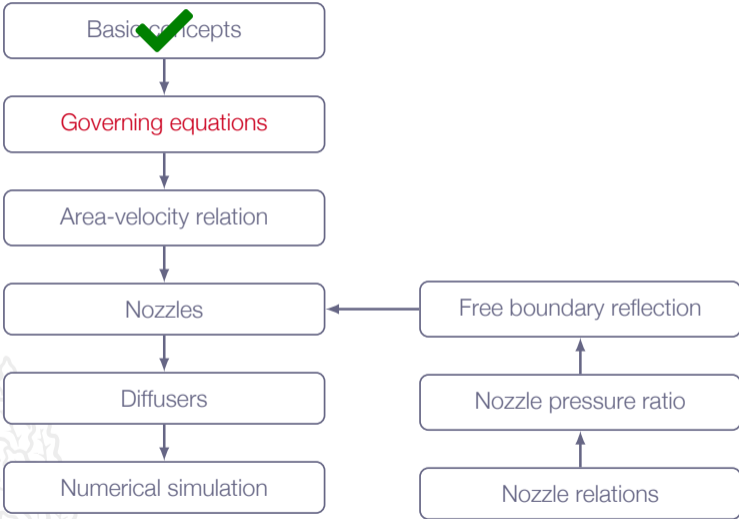 Basic concepts
Governing equations
Area-velocity relation
Nozzles
Free boundary reflection
Diffusers
Nozzle pressure ratio
Numerical simulation
Nozzle relations